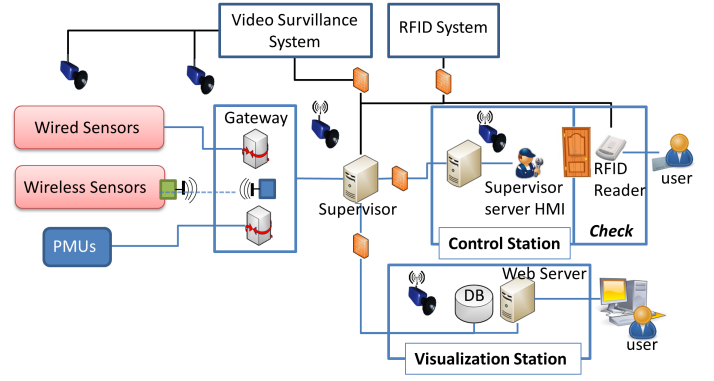 Video Survillance
System
RFID System
Gateway
Wired Sensors
Wireless Sensors
PMUs
Supervisor
Supervisor
server HMI
RFID
Reader
user
Control Station
Check
Web Server
DB
user
Visualization Station